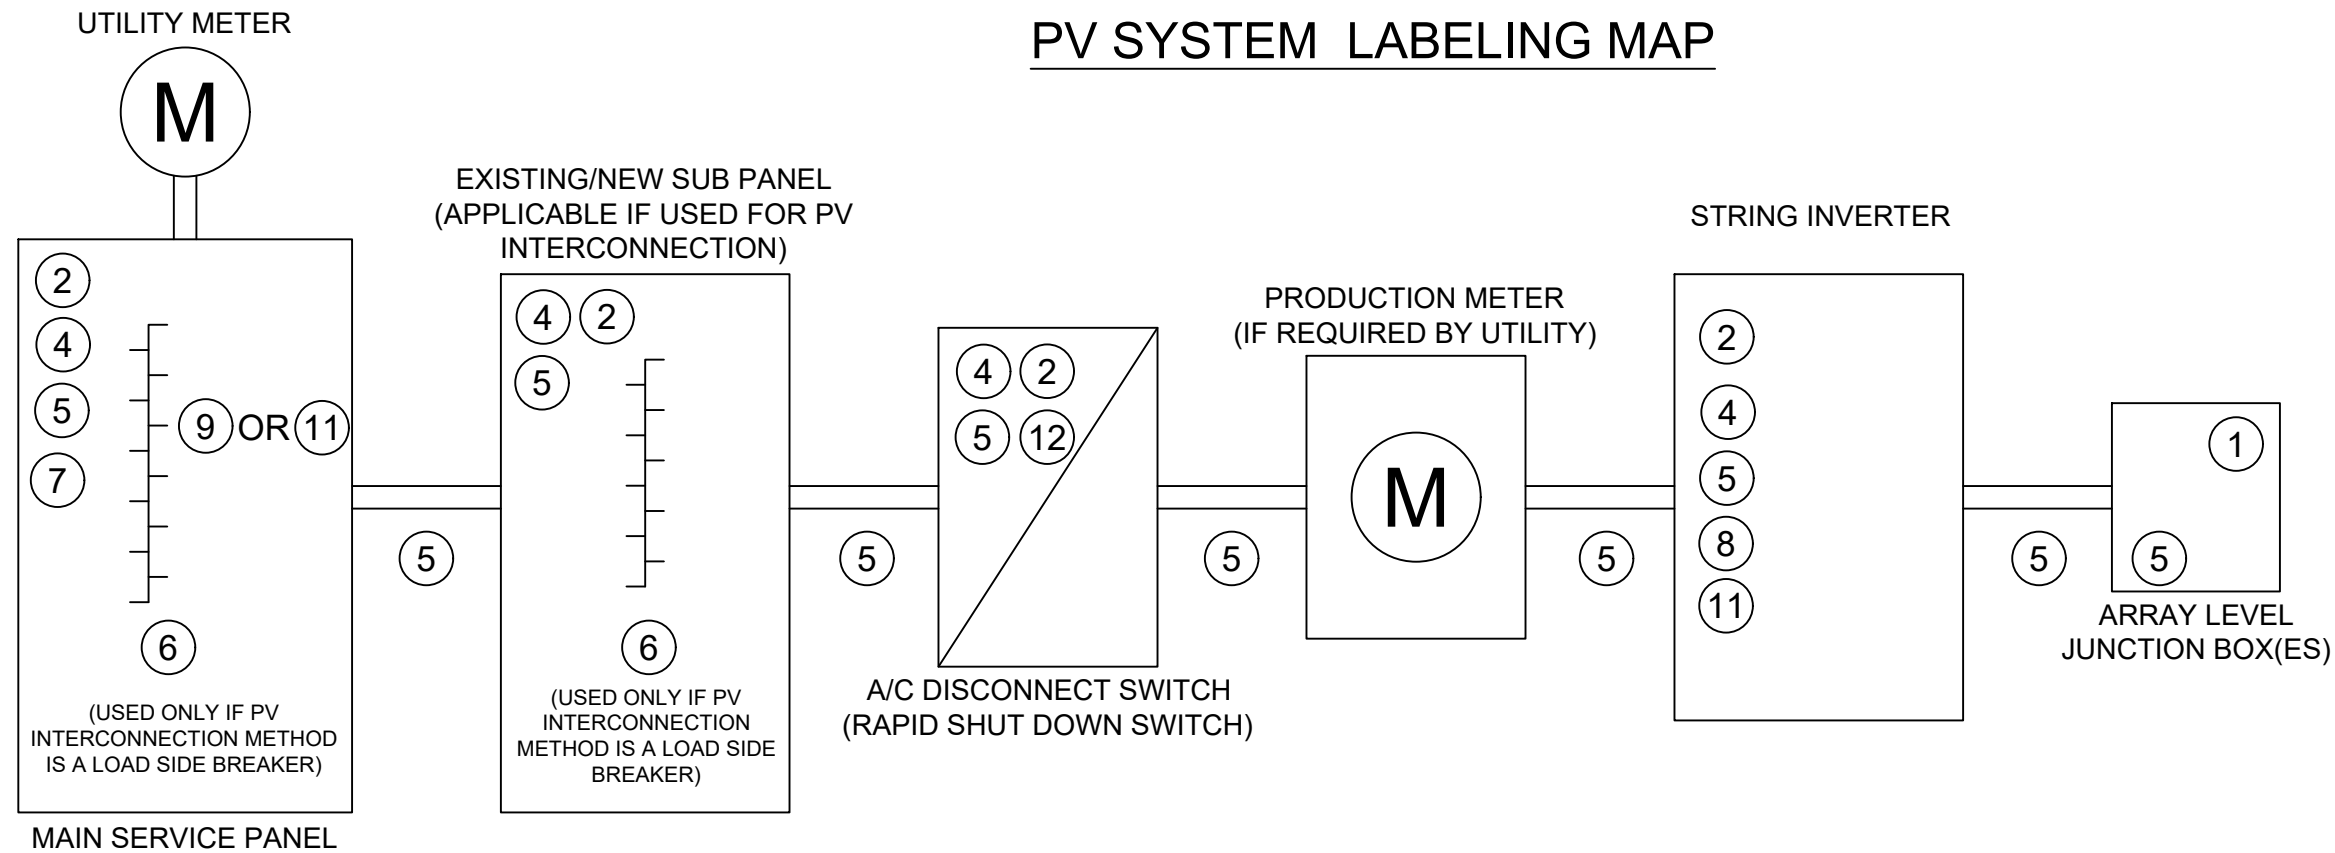 PV SYSTEM LABELING MAP
UTILITY METER
M
2
4
5
7
9 OR 11
6
(USED ONLY IF PV
INTERCONNECTION METHOD
IS A LOAD SIDE BREAKER)
MAIN SERVICE PANEL
5
EXISTING/NEW SUB PANEL
(APPLICABLE IF USED FOR PV
INTERCONNECTION)
4 2
5
6
(USED ONLY IF PV
INTERCONNECTION
METHOD IS A LOAD SIDE
BREAKER)
5
4 2
5 12
A/C DISCONNECT SWITCH
(RAPID SHUT DOWN SWITCH)
5
PRODUCTION METER
(IF REQUIRED BY UTILITY)
M
5
STRING INVERTER
2
4
5
8
11
5
1
5
ARRAY LEVEL
JUNCTION BOX(ES)